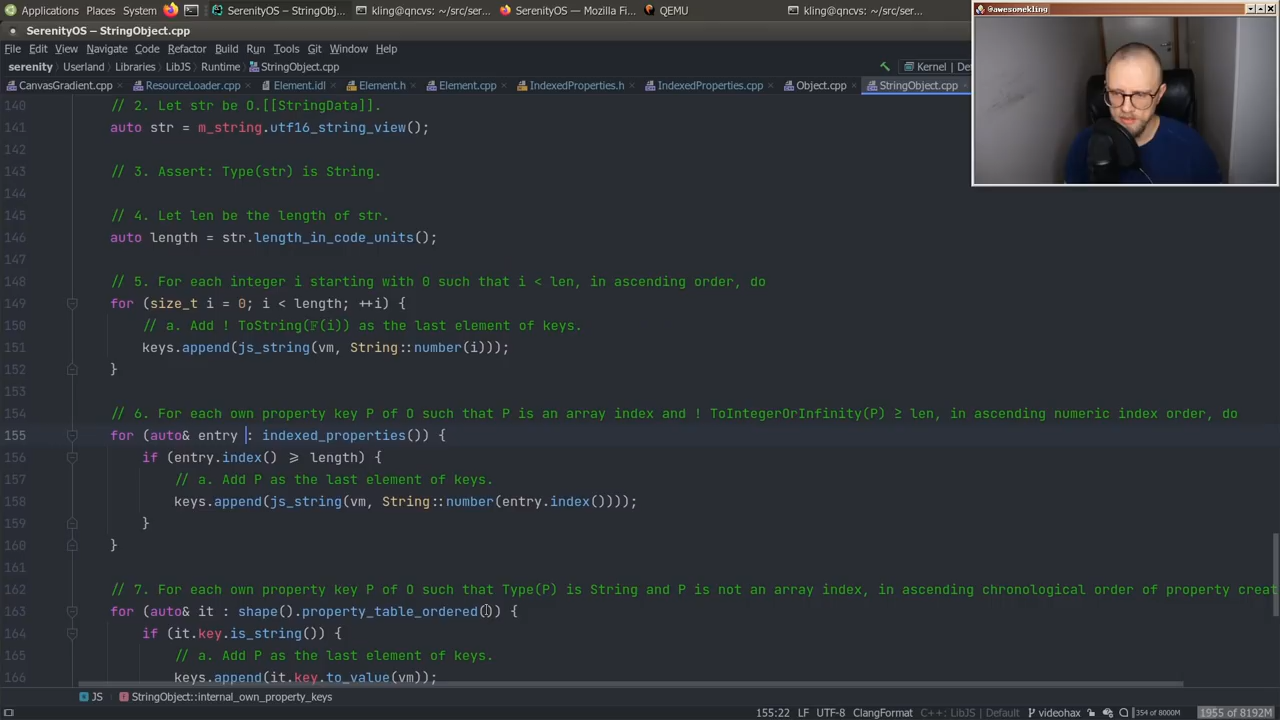 Applications Places System SerenityOS – StringObj... kling@qncvs: ~/src/ser... SerenityOS — Mozilla Fi... QEMU kling@qncvs: ~/src/ser...
@awesomekling
SerenityOS – StringObject.cpp
File Edit View Navigate Code Refactor Build Run Tools Git Window Help
serenity Userland Libraries LibJS Runtime StringObject.cpp Kernel | De
CanvasGradient.cpp ResourceLoader.cpp Element.idl Element.h Element.cpp IndexedProperties.h IndexedProperties.cpp Object.cpp StringObject.cpp
140 // 2. Let str be O.[[StringData]].
141 auto str = m_string.utf16_string_view();
142
143 // 3. Assert: Type(str) is String.
144
145 // 4. Let len be the length of str.
146 auto length = str.length_in_code_units();
147
148 // 5. For each integer i starting with 0 such that i < len, in ascending order, do
149 for (size_t i = 0; i < length; ++i) {
150 // a. Add ! ToString(𝔽(i)) as the last element of keys.
151 keys.append(js_string(vm, String::number(i)));
152 }
153
154 // 6. For each own property key P of O such that P is an array index and ! ToIntegerOrInfinity(P) ≥ len, in ascending numeric index order, do
155 for (auto& entry : indexed_properties()) {
156 if (entry.index() ≥ length) {
157 // a. Add P as the last element of keys.
158 keys.append(js_string(vm, String::number(entry.index())));
159 }
160 }
161
162 // 7. For each own property key P of O such that Type(P) is String and P is not an array index, in ascending chronological order of property creat
163 for (auto& it : shape().property_table_ordered()) {
164 if (it.key.is_string()) {
165 // a. Add P as the last element of keys.
166 keys.append(it.key.to_value(vm));
JS StringObject::internal_own_property_keys
155:22 LF UTF-8 ClangFormat C++: LibJS | Default videohax 354 of 8000M 1955 of 8192M